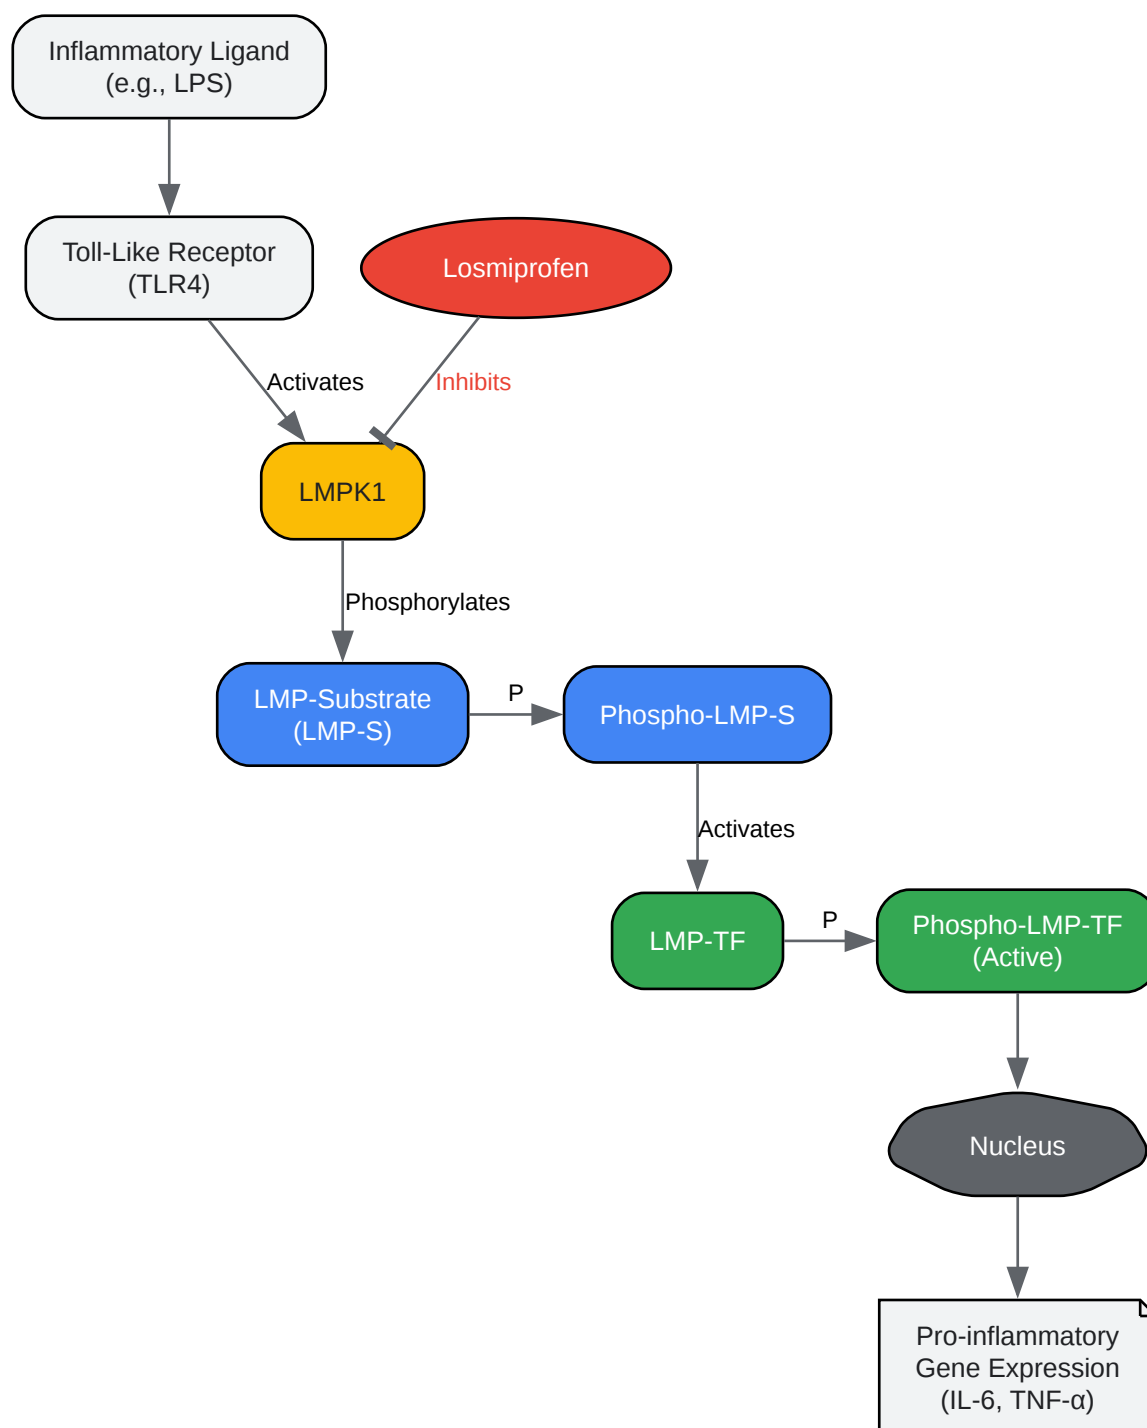 Inflammatory Ligand
(e.g., LPS)
Toll-Like Receptor
(TLR4)
Losmiprofen
Activates
Inhibits
LMPK1
Phosphorylates
LMP-Substrate
(LMP-S)
P
Phospho-LMP-S
Activates
LMP-TF
P
Phospho-LMP-TF
(Active)
Nucleus
Pro-inflammatory
Gene Expression
(IL-6, TNF-α)